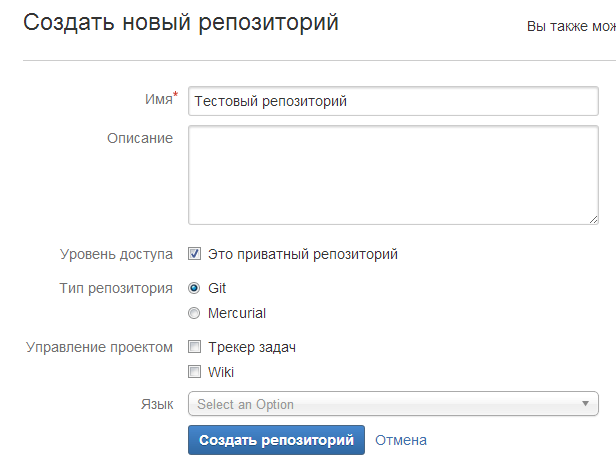 Создать новый репозиторий
Вы также мож
Имя*
Тестовый репозиторий
Описание
Уровень доступа
Это приватный репозиторий
Тип репозитория
Git
Mercurial
Управление проектом
Трекер задач
Wiki
Язык
Select an Option
Создать репозиторий
Отмена